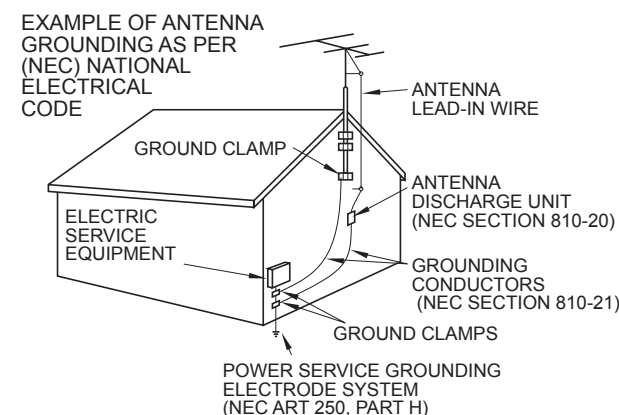 EXAMPLE OF ANTENNA
GROUNDING AS PER
(NEC) NATIONAL
ELECTRICAL
CODE
ANTENNA
LEAD-IN WIRE
GROUND CLAMP
ANTENNA
DISCHARGE UNIT
(NEC SECTION 810-20)
ELECTRIC
SERVICE
EQUIPMENT
GROUNDING
CONDUCTORS
(NEC SECTION 810-21)
GROUND CLAMPS
POWER SERVICE GROUNDING
ELECTRODE SYSTEM
(NEC ART 250, PART H)